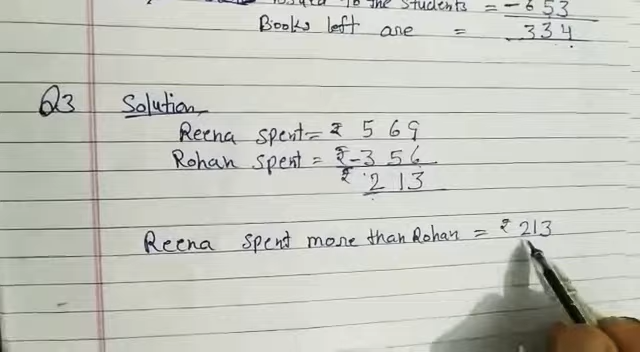 to the students = -653
Books left are = 334
Q3 Solution
Reena spent = ₹ 569
Rohan spent = ₹ -356
₹ 213
Reena spent more than Rohan = ₹ 213